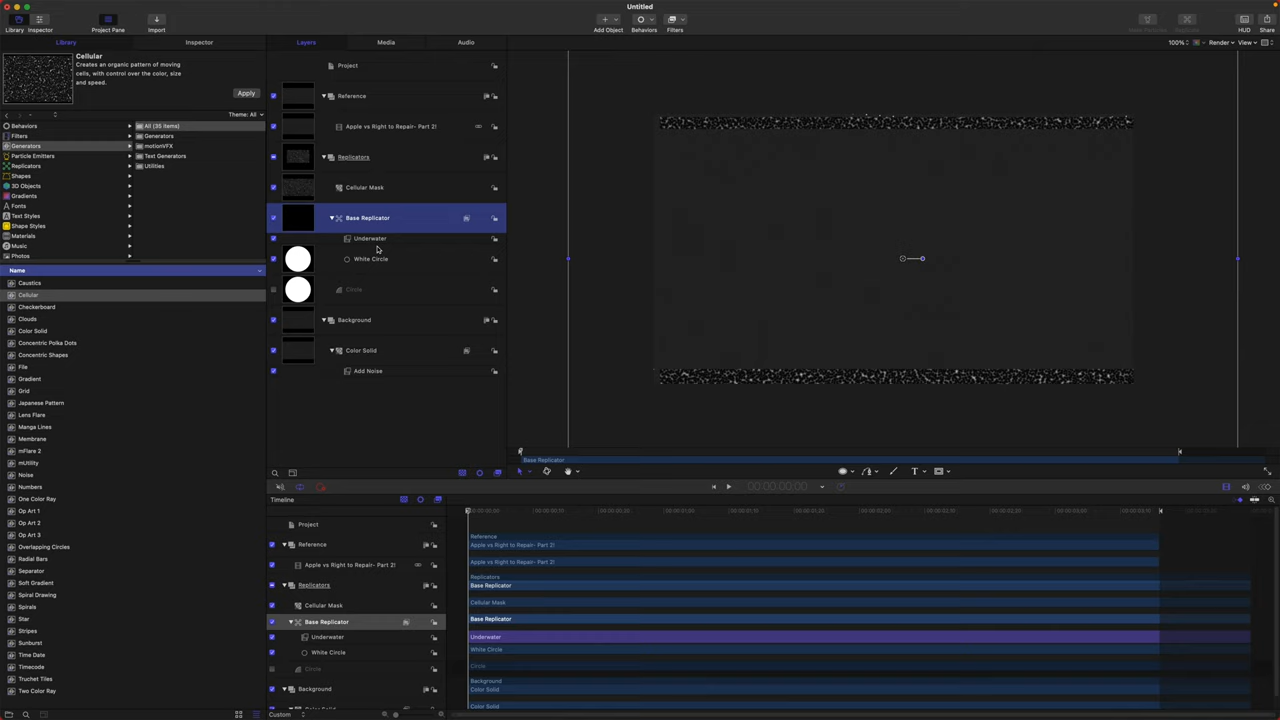 Untitled
Library
Inspector
Project Pane
Import
Add Object
Behaviors
Filters
HUD
Share
Library
Inspector
Layers
Media
Audio
100%
Render
View
Cellular
Creates an organic pattern of moving
cells, with control over the color, size
and speed.
Apply
Theme: All
Behaviors
Filters
Generators
Particle Emitters
Replicators
Shapes
3D Objects
Gradients
Fonts
Text Styles
Shape Styles
Materials
Music
Photos
All (35 items)
Generators
motionVFX
Text Generators
Utilities
Name
Caustics
Cellular
Checkerboard
Clouds
Color Solid
Concentric Polka Dots
Concentric Shapes
File
Gradient
Grid
Japanese Pattern
Lens Flare
Manga Lines
Membrane
mFlare 2
mUtility
Noise
Numbers
One Color Ray
Op Art 1
Op Art 2
Op Art 3
Overlapping Circles
Radial Bars
Separator
Soft Gradient
Spiral Drawing
Spirals
Star
Stripes
Sunburst
Time Date
Timecode
Truchet Tiles
Two Color Ray
Project
Reference
Apple vs Right to Repair- Part 2!
Replicators
Cellular Mask
Base Replicator
Underwater
White Circle
Circle
Background
Color Solid
Add Noise
Base Replicator
T
Timeline
Project
Reference
Apple vs Right to Repair- Part 2!
Replicators
Cellular Mask
Base Replicator
Underwater
White Circle
Circle
Background
Custom
Reference
Apple vs Right to Repair- Part 2!
Apple vs Right to Repair- Part 2!
Replicators
Base Replicator
Cellular Mask
Base Replicator
Underwater
White Circle
Circle
Background
Color Solid
Color Solid